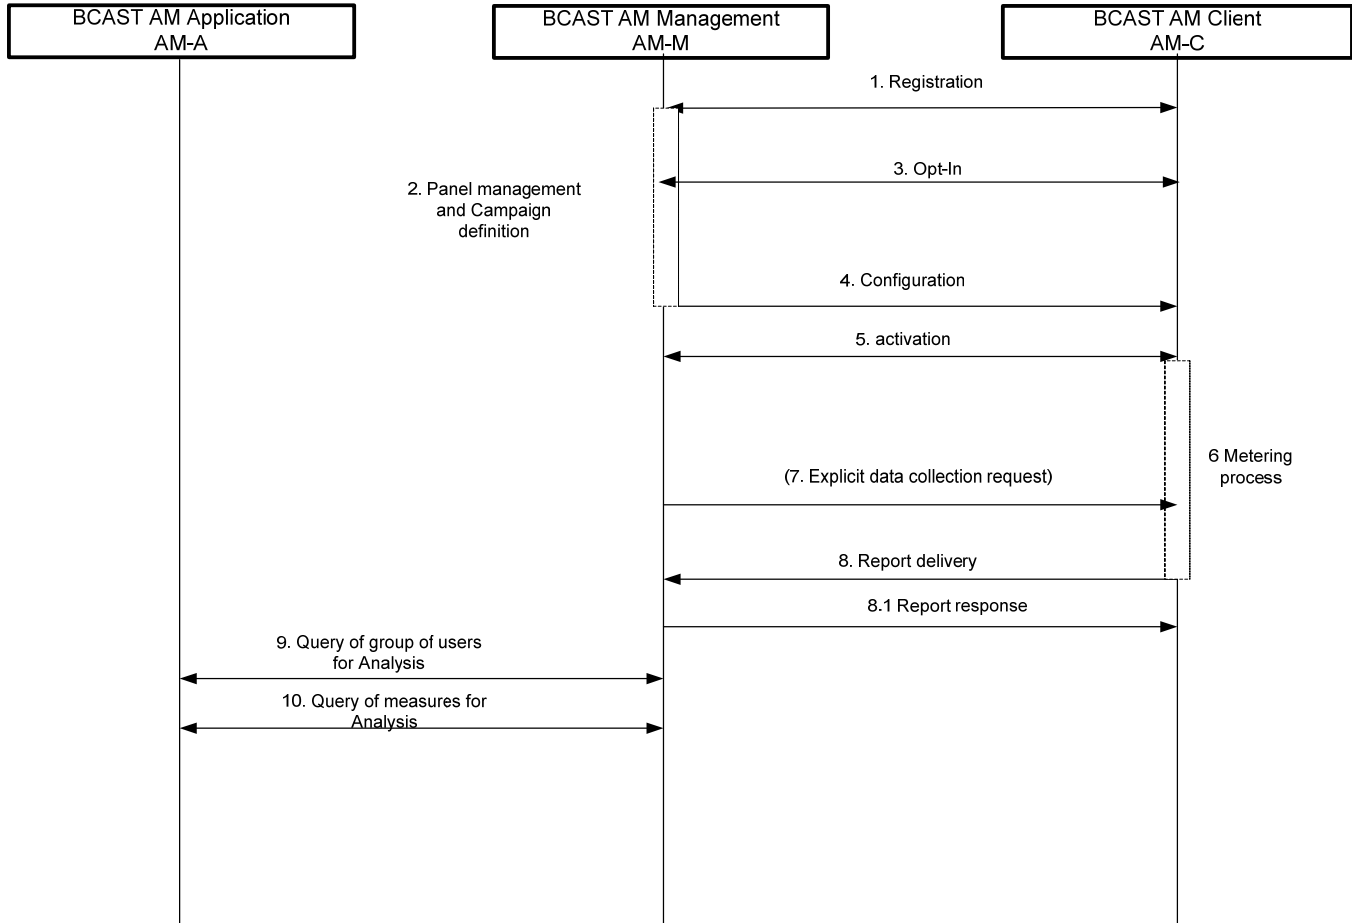 BCAST AM Application
AM-A
BCAST AM Management
AM-M
BCAST AM Client
AM-C
1. Registration
3. Opt-In
2. Panel management
and Campaign
definition
4. Configuration
5. activation
6 Metering
process
(7. Explicit data collection request)
8. Report delivery
8.1 Report response
9. Query of group of users
for Analysis
10. Query of measures for
Analysis